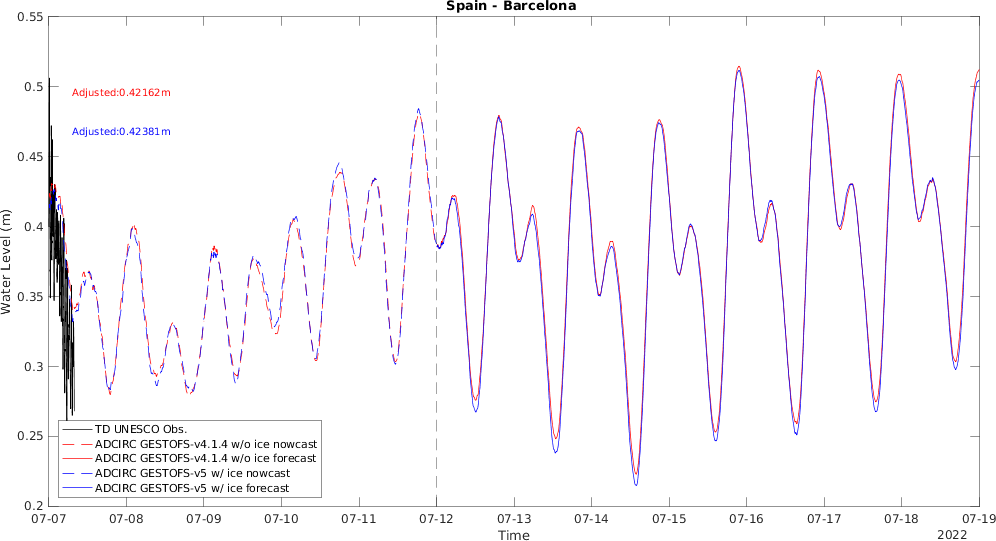 Spain - Barcelona
0.55
0.5
0.45
0.4
0.35
0.3
0.25
0.2
Water Level (m)
Adjusted:0.42162m
Adjusted:0.42381m
TD UNESCO Obs.
ADCIRC GESTOFS-v4.1.4 w/o ice nowcast
ADCIRC GESTOFS-v4.1.4 w/o ice forecast
ADCIRC GESTOFS-v5 w/ ice nowcast
ADCIRC GESTOFS-v5 w/ ice forecast
07-07 07-08 07-09 07-10 07-11 07-12 07-13 07-14 07-15 07-16 07-17 07-18 07-19
Time
2022